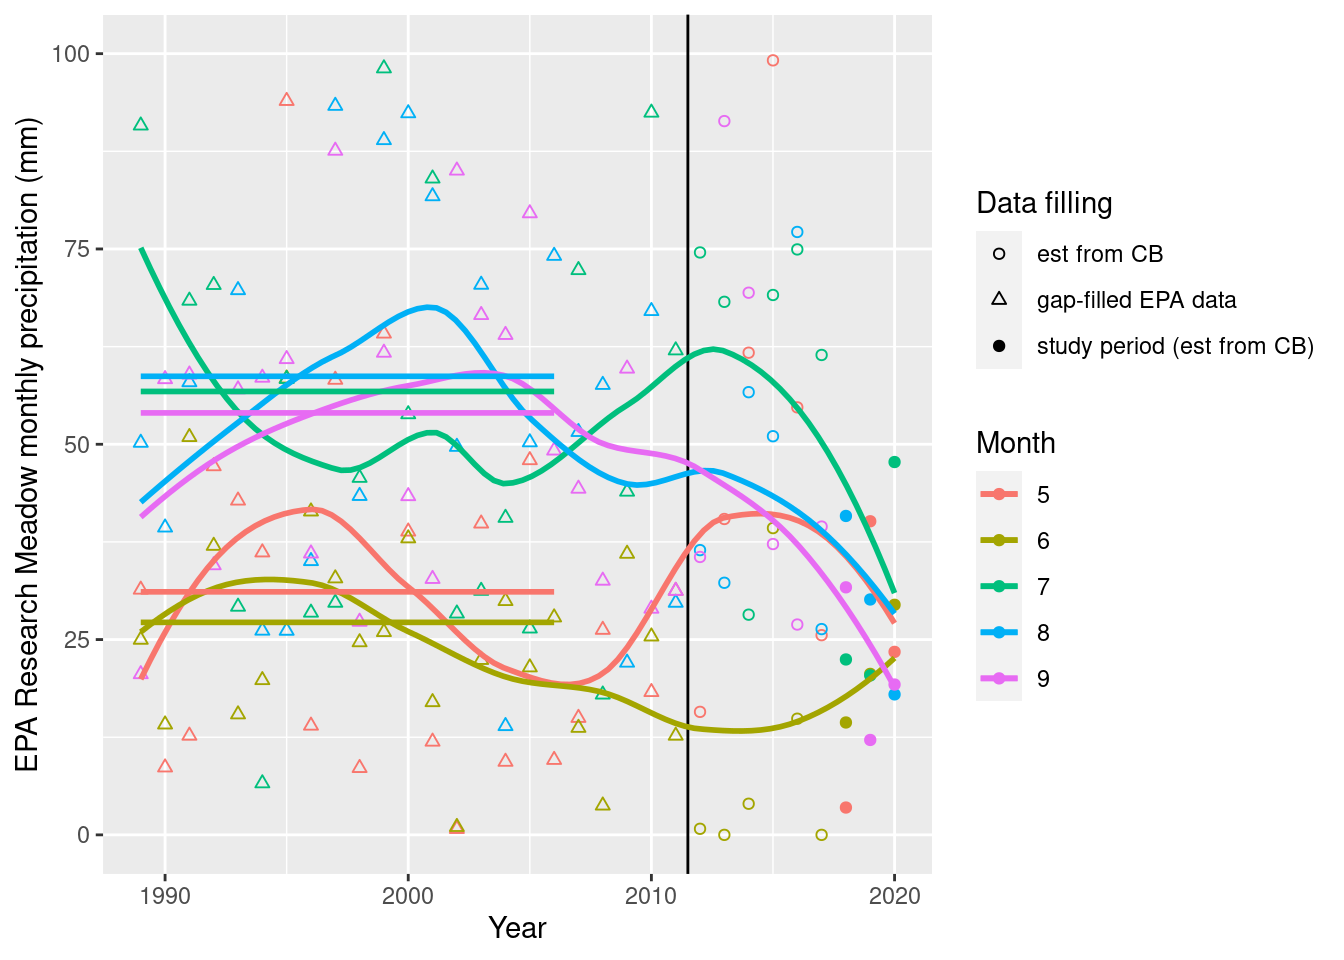 EPA Research Meadow monthly precipitation (mm)
100
75
50
25
0
1990
2000
2010
2020
Year
Data filling
est from CB
gap-filled EPA data
study period (est from CB)
Month
5
6
7
8
9